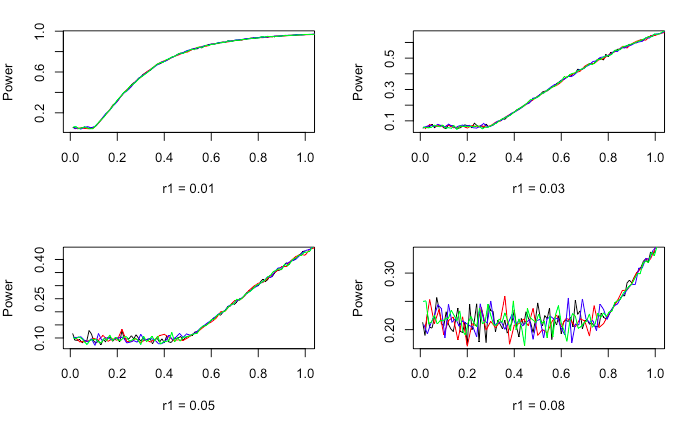 Power
1.0
0.6
0.2
0.0 0.2 0.4 0.6 0.8 1.0
r1 = 0.01
Power
0.5
0.3
0.1
0.0 0.2 0.4 0.6 0.8 1.0
r1 = 0.03
Power
0.40
0.25
0.10
0.0 0.2 0.4 0.6 0.8 1.0
r1 = 0.05
Power
0.30
0.20
0.0 0.2 0.4 0.6 0.8 1.0
r1 = 0.08